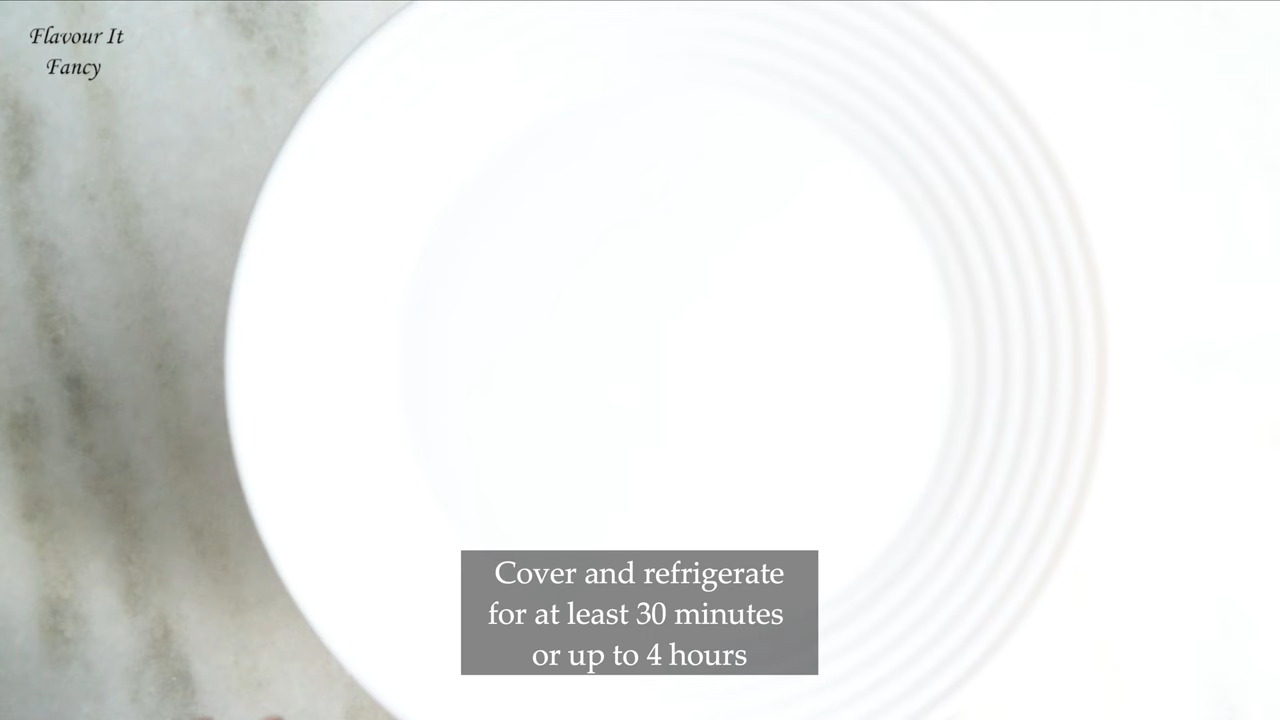 Flavour It
Fancy
Cover and refrigerate
for at least 30 minutes
or up to 4 hours